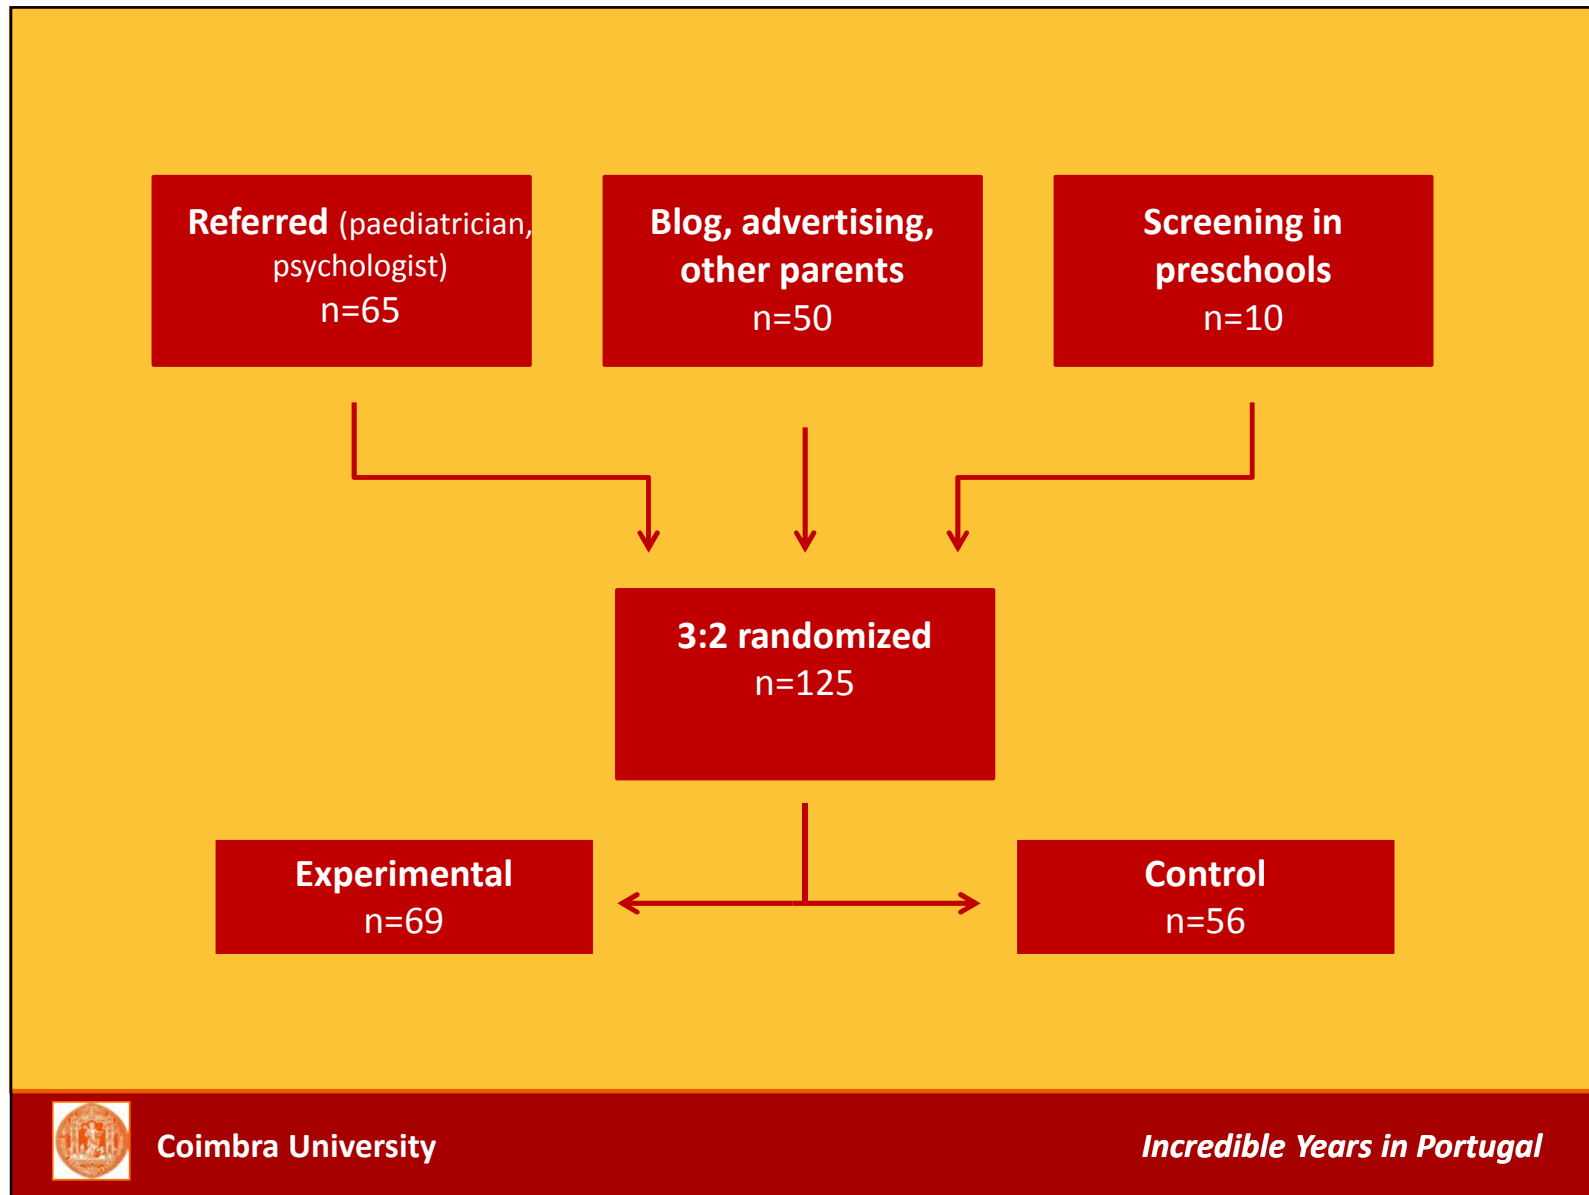 Referred (paediatrician,
psychologist)
n=65
Blog, advertising,
other parents
n=50
Screening in
preschools
n=10
3:2 randomized
n=125
Experimental
n=69
Control
n=56
Coimbra University
Incredible Years in Portugal